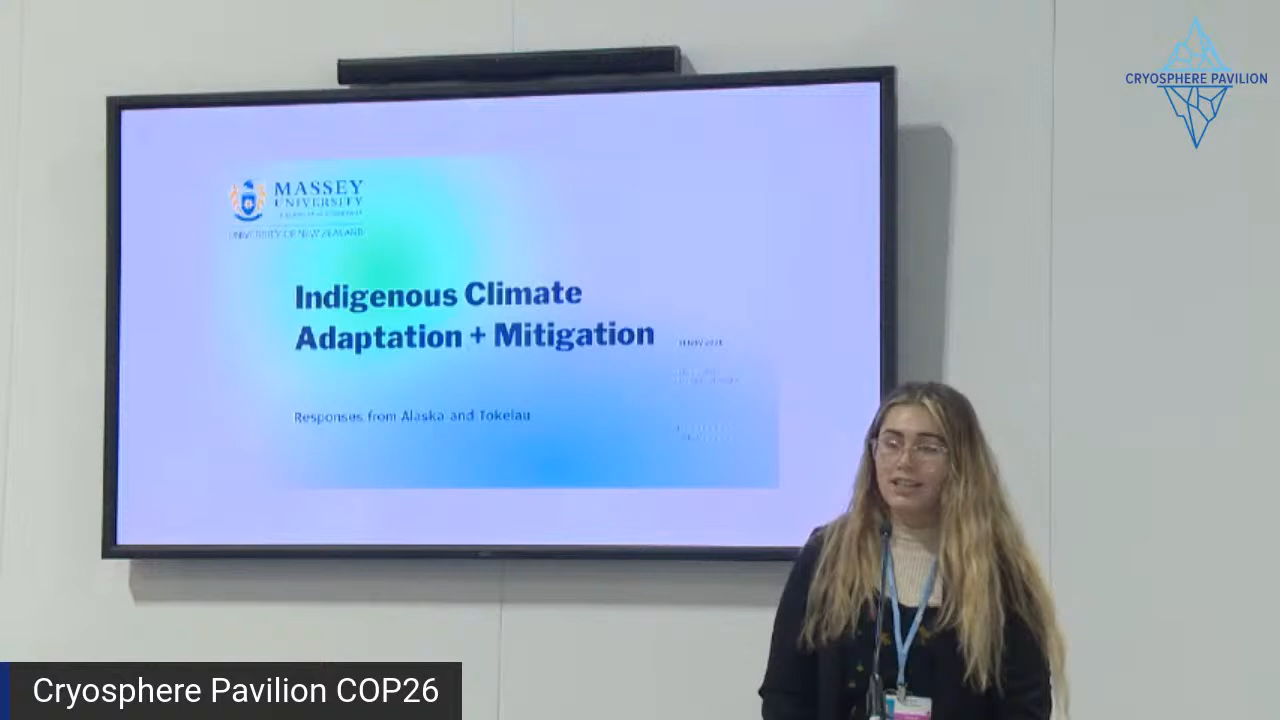 CRYOSPHERE PAVILION
MASSEY
UNIVERSITY
UNIVERSITY OF NEW ZEALAND
Indigenous Climate
Adaptation + Mitigation
Responses from Alaska and Tokelau
Cryosphere Pavilion COP26